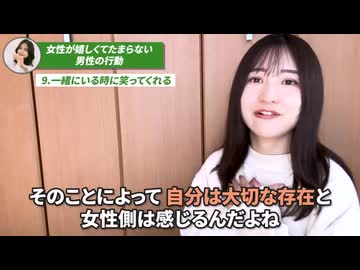 女性が嬉しくてたまらない
男性の行動
9.一緒にいる時に笑ってくれる
そのことによって 自分は大切な存在と
女性側は感じるんだよね